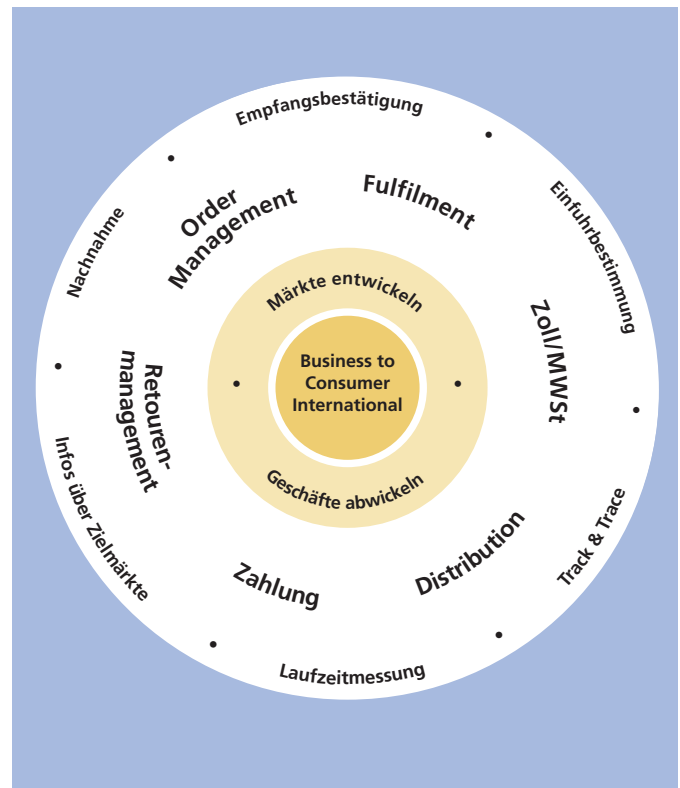 Empfangsbestätigung
Einfuhrbestimmung
Track & Trace
Laufzeitmessung
Infos über Zielmärkte
Nachnahme
Order
Management
Fulfilment
Zoll/MWSt
Distribution
Zahlung
Retouren-
management
Märkte entwickeln
Geschäfte abwickeln
Business to
Consumer
International